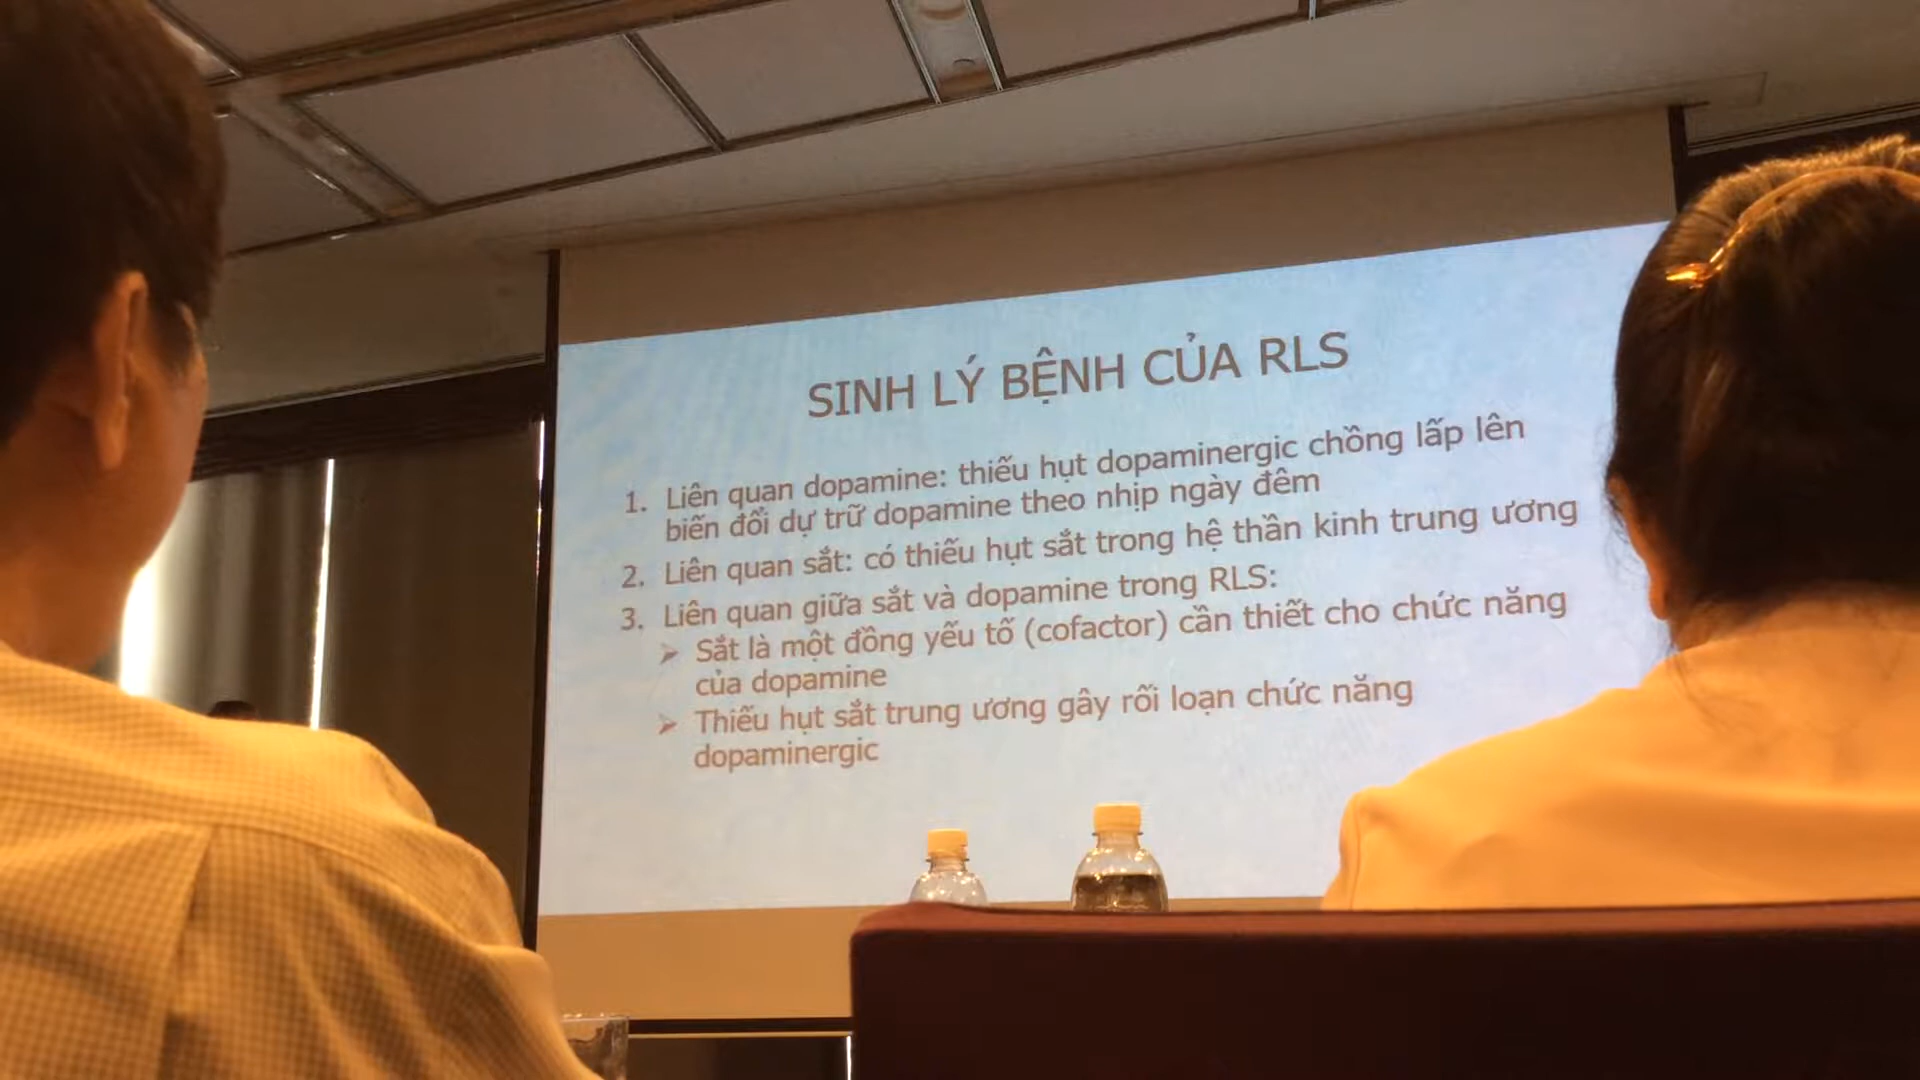 SINH LÝ BỆNH CỦA RLS
1. Liên quan dopamine: thiếu hụt dopaminergic chồng lấp lên
biến đổi dự trữ dopamine theo nhịp ngày đêm
2. Liên quan sắt: có thiếu hụt sắt trong hệ thần kinh trung ương
3. Liên quan giữa sắt và dopamine trong RLS:
➤ Sắt là một đồng yếu tố (cofactor) cần thiết cho chức năng
của dopamine
➤ Thiếu hụt sắt trung ương gây rối loạn chức năng
dopaminergic